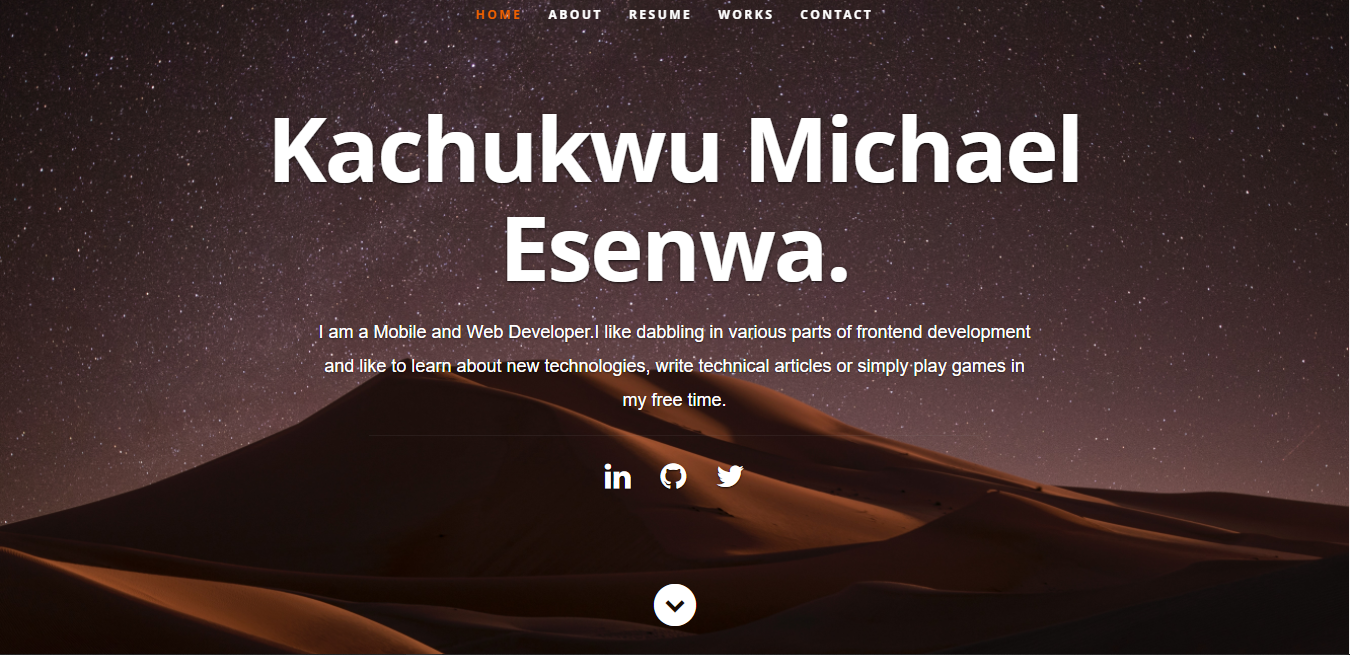 HOME ABOUT RESUME WORKS CONTACT
Kachukwu Michael
Esenwa.
I am a Mobile and Web Developer.I like dabbling in various parts of frontend development
and like to learn about new technologies, write technical articles or simply play games in
my free time.
in